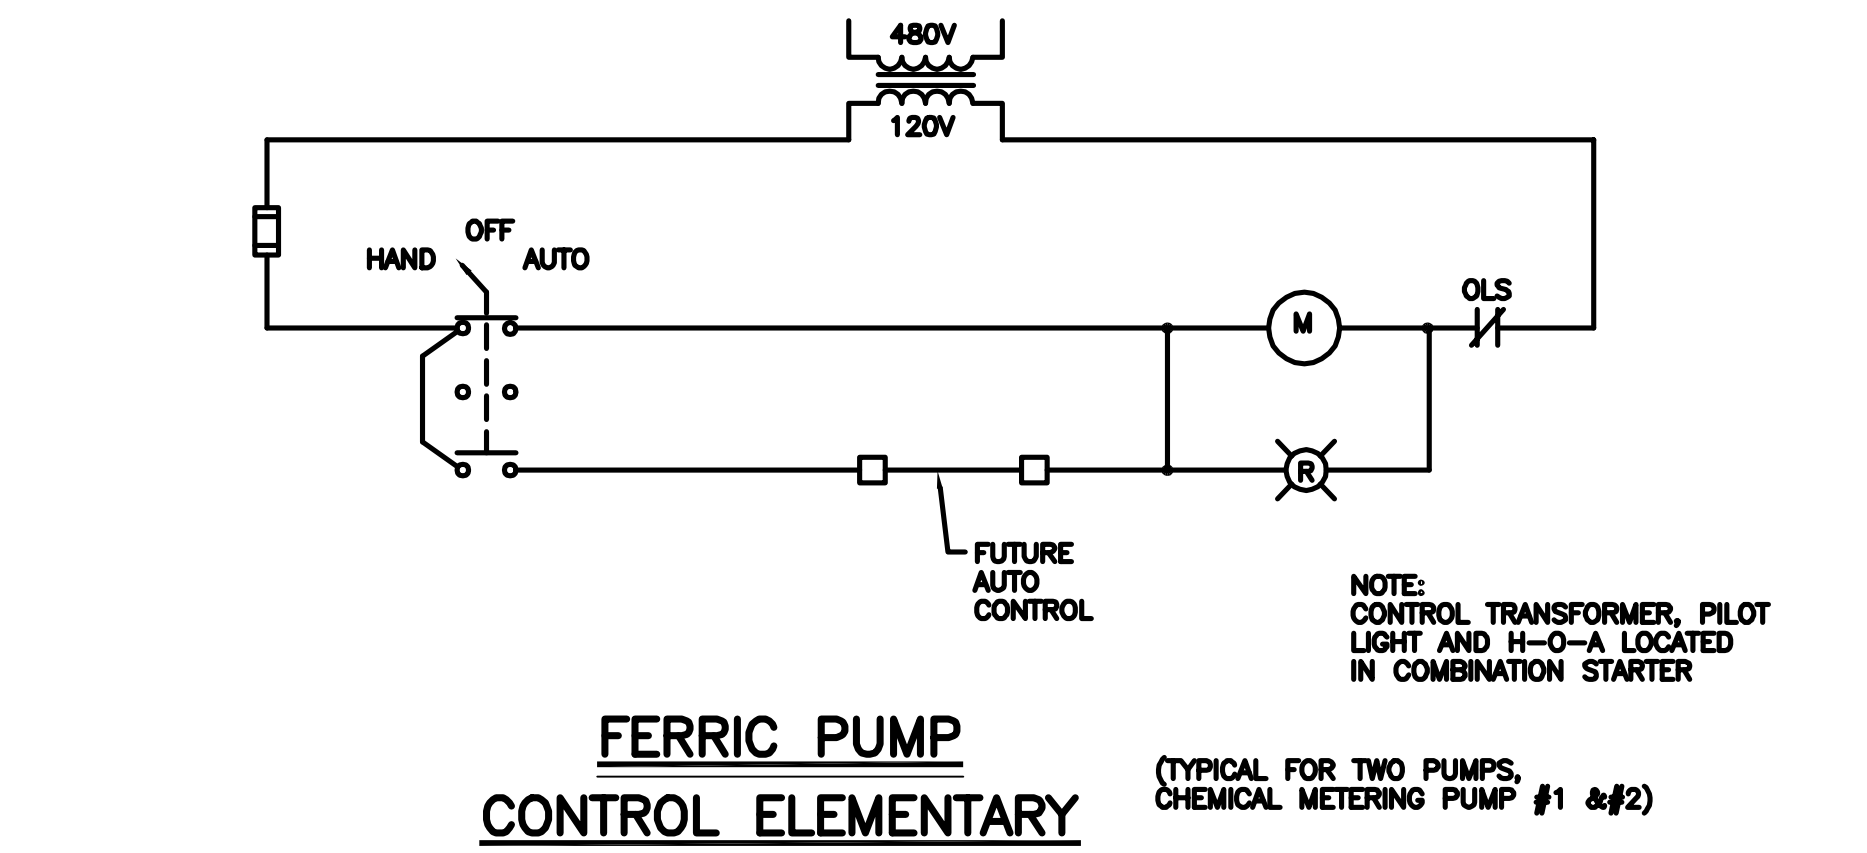 480V
120V
OFF
HAND AUTO
OLS
M
R
FUTURE
AUTO
CONTROL
NOTE:
CONTROL TRANSFORMER, PILOT
LIGHT AND H-O-A LOCATED
IN COMBINATION STARTER
FERRIC PUMP
CONTROL ELEMENTARY
(TYPICAL FOR TWO PUMPS,
CHEMICAL METERING PUMP #1 &#2)